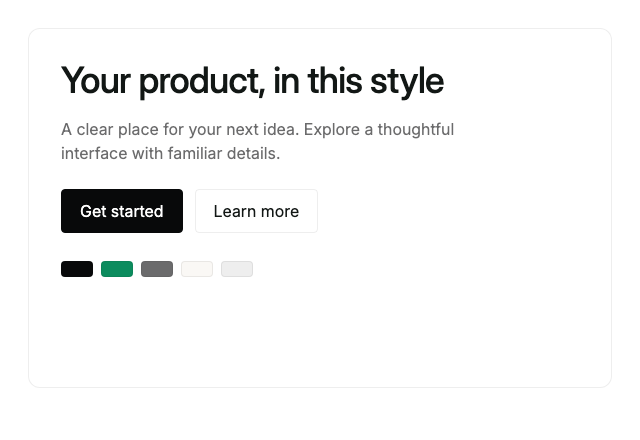 Your product, in this style
A clear place for your next idea. Explore a thoughtful
interface with familiar details.
Get started
Learn more